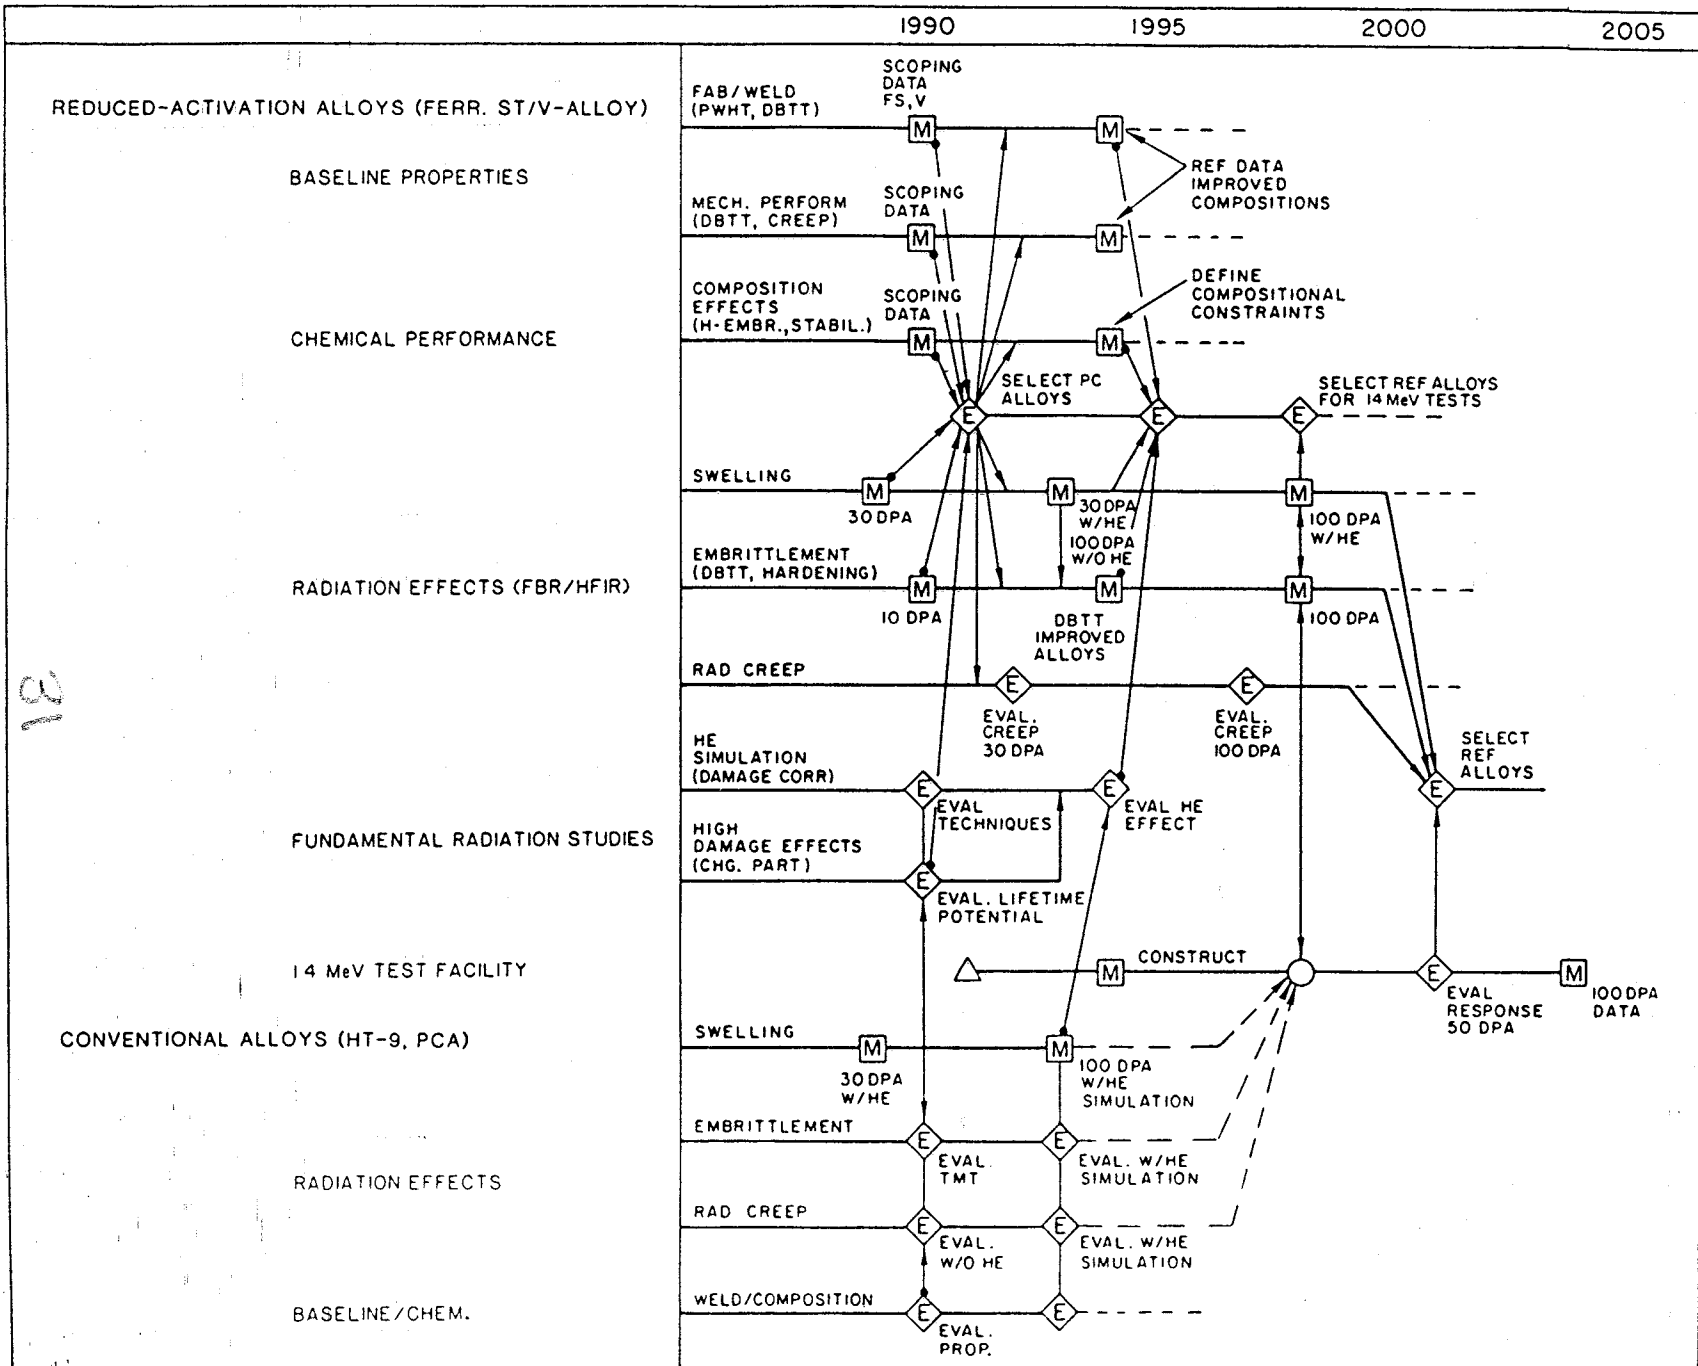 1990 1995 2000 2005
REDUCED-ACTIVATION ALLOYS (FERR. ST/V-ALLOY)
FAB/WELD
(PWHT, DBTT)
SCOPING
DATA
FS,V
M
M
REF DATA
IMPROVED
COMPOSITIONS
BASELINE PROPERTIES
MECH. PERFORM
(DBTT, CREEP)
SCOPING
DATA
M
M
COMPOSITION
EFFECTS
(H-EMBR.,STABIL.)
SCOPING
DATA
DEFINE
COMPOSITIONAL
CONSTRAINTS
CHEMICAL PERFORMANCE
M
M
SELECT PC
ALLOYS
SELECT REF ALLOYS
FOR 14 MeV TESTS
E
E
E
SWELLING
M
M
M
30 DPA
30 DPA
W/HE
100 DPA
W/O HE
100 DPA
W/HE
EMBRITTLEMENT
(DBTT, HARDENING)
RADIATION EFFECTS (FBR/HFIR)
M
M
M
10 DPA
DBTT
IMPROVED
ALLOYS
100 DPA
RAD CREEP
E
E
EVAL.
CREEP
30 DPA
EVAL.
CREEP
100 DPA
31
HE
SIMULATION
(DAMAGE CORR)
SELECT
REF
ALLOYS
E
E
E
EVAL
TECHNIQUES
EVAL HE
EFFECT
FUNDAMENTAL RADIATION STUDIES
HIGH
DAMAGE EFFECTS
(CHG. PART)
E
EVAL. LIFETIME
POTENTIAL
14 MeV TEST FACILITY
M
CONSTRUCT
E
M
EVAL
RESPONSE
50 DPA
100 DPA
DATA
CONVENTIONAL ALLOYS (HT-9, PCA)
SWELLING
M
M
30 DPA
W/HE
100 DPA
W/HE
SIMULATION
EMBRITTLEMENT
E
E
EVAL.
TMT
EVAL. W/HE
SIMULATION
RADIATION EFFECTS
RAD CREEP
E
E
EVAL.
W/O HE
EVAL. W/HE
SIMULATION
BASELINE/CHEM.
WELD/COMPOSITION
E
E
EVAL.
PROP.